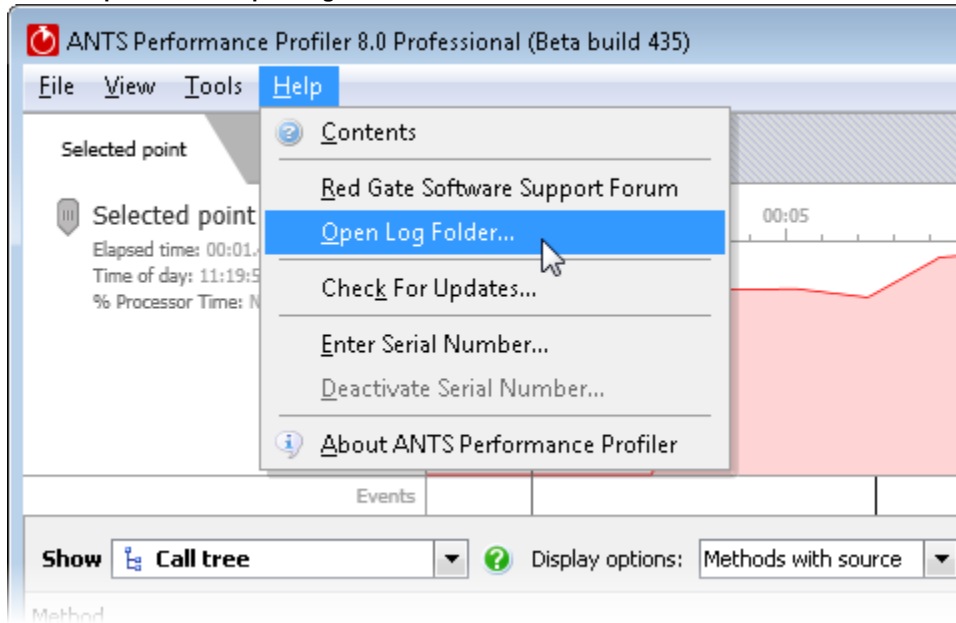 ANTS Performance Profiler 8.0 Professional (Beta build 435)
File View Tools Help
Selected point
Contents
Red Gate Software Support Forum
Selected point
00:05
Open Log Folder...
Elapsed time: 00:01.
Time of day: 11:19:5
Check For Updates...
% Processor Time:
Enter Serial Number...
Deactivate Serial Number...
About ANTS Performance Profiler
Events
Show Call tree Display options: Methods with source
Method